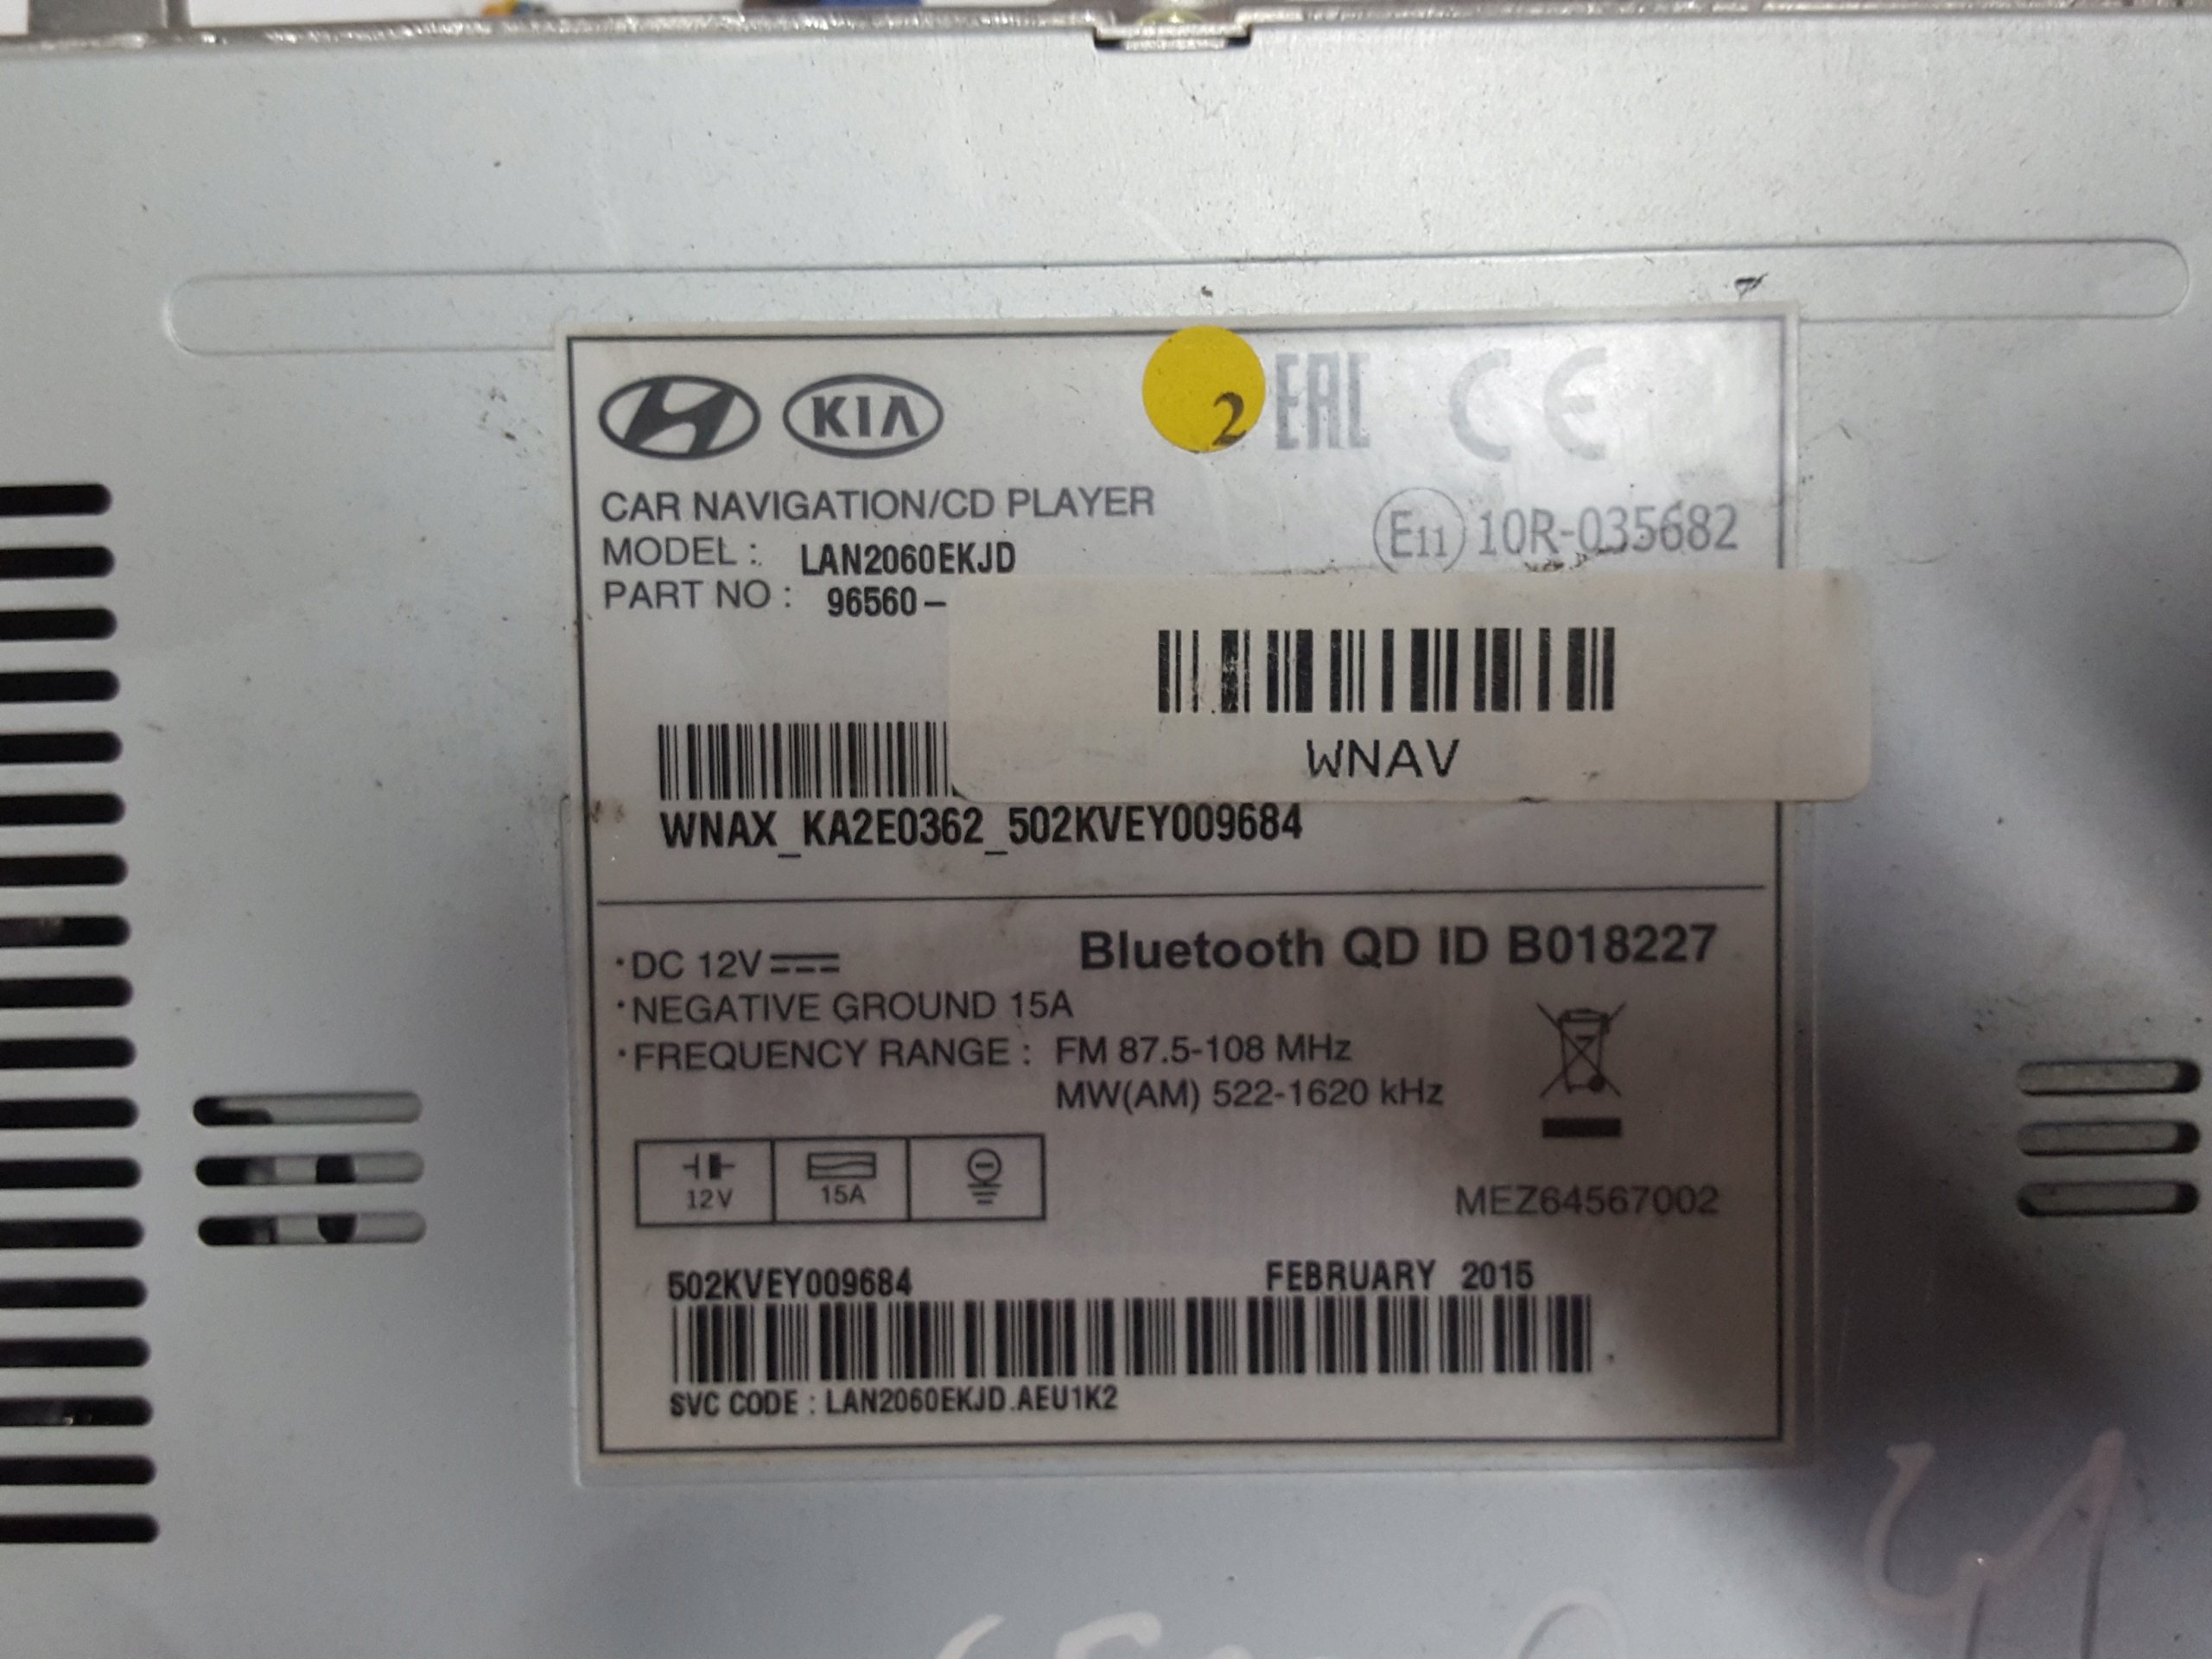 KIA
2
EAC
CE
CAR NAVIGATION/CD PLAYER
E11 10R-035682
MODEL : LAN2060EKJD
PART NO : 96560-
WNAV
WNAX_KA2E0362_502KVEY009684
·DC 12V
Bluetooth QD ID B018227
·NEGATIVE GROUND 15A
·FREQUENCY RANGE : FM 87.5-108 MHz
MW(AM) 522-1620 kHz
12V
15A
MEZ64567002
502KVEY009684
FEBRUARY 2015
SVC CODE : LAN2060EKJD.AEU1K2